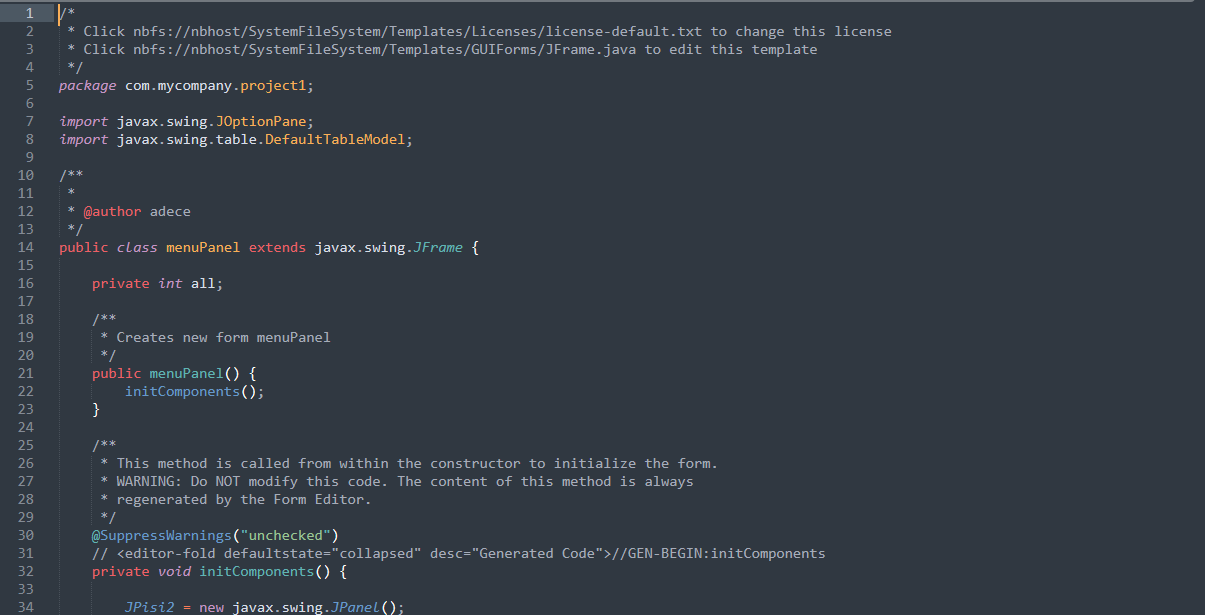 1 /*
2  * Click nbfs://nbhost/SystemFileSystem/Templates/Licenses/license-default.txt to change this license
3  * Click nbfs://nbhost/SystemFileSystem/Templates/GUIForms/JFrame.java to edit this template
4  */
5 package com.mycompany.project1;
6
7 import javax.swing.JOptionPane;
8 import javax.swing.table.DefaultTableModel;
9
10 /**
11  *
12  * @author adece
13  */
14 public class menuPanel extends javax.swing.JFrame {
15
16     private int all;
17
18     /**
19      * Creates new form menuPanel
20      */
21     public menuPanel() {
22         initComponents();
23     }
24
25     /**
26      * This method is called from within the constructor to initialize the form.
27      * WARNING: Do NOT modify this code. The content of this method is always
28      * regenerated by the Form Editor.
29      */
30     @SuppressWarnings("unchecked")
31     // <editor-fold defaultstate="collapsed" desc="Generated Code">//GEN-BEGIN:initComponents
32     private void initComponents() {
33
34         JPisi2 = new javax.swing.JPanel();